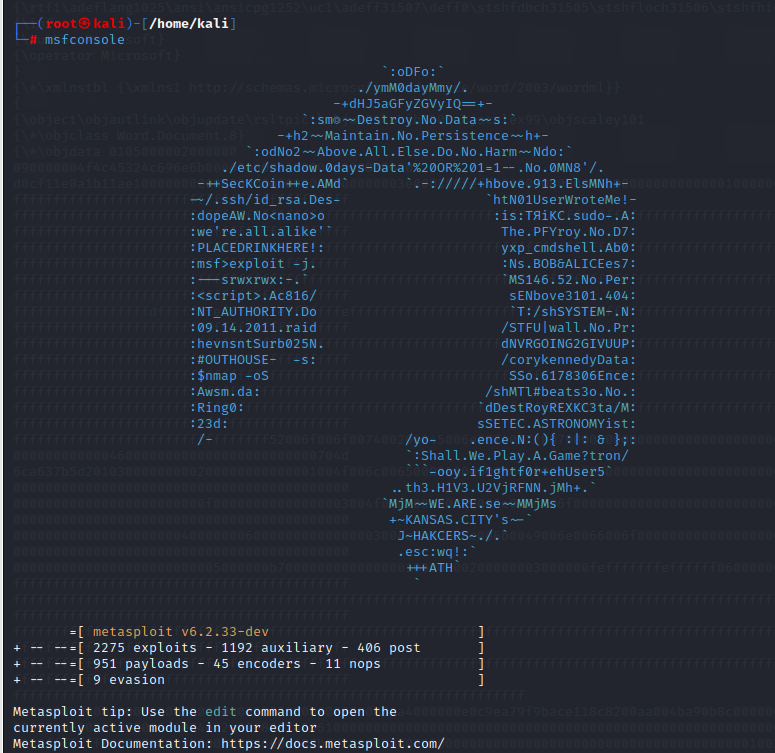 ┌──(root㉿kali)-[/home/kali]
└─# msfconsole
`:oDFo:`
./ymM0dayMmy/.
-+dHJ5aGFyZGVyIQ==+-
`:sm⏣~~Destroy.No.Data~~s:`
-+h2~~Maintain.No.Persistence~~h+-
`:odNo2~~Above.All.Else.Do.No.Harm~~Ndo:`
./etc/shadow.0days-Data'%20OR%201=1--.No.0MN8'/.
-++SecKCoin++e.AMd` `.-://///+hbove.913.ElsMNh+-
-~/.ssh/id_rsa.Des- `htN01UserWroteMe!-
:dopeAW.No<nano>o :is:TЯiKC.sudo-.A:
:we're.all.alike'` The.PFYroy.No.D7:
:PLACEDRINKHERE!: yxp_cmdshell.Ab0:
:msf>exploit -j. :Ns.BOB&ALICEes7:
:---srwxrwx:-.` `MS146.52.No.Per:
:<script>.Ac816/ sENbove3101.404:
:NT_AUTHORITY.Do `T:/shSYSTEM-.N:
:09.14.2011.raid /STFU|wall.No.Pr:
:hevnsntSurb025N. dNVRGOING2GIVUUP:
:#OUTHOUSE- -s: /corykennedyData:
:$nmap -oS SSo.6178306Ence:
:Awsm.da: /shMTl#beats3o.No.:
:Ring0: `dDestRoyREXKC3ta/M:
:23d: sSETEC.ASTRONOMYist:
/- /yo- .ence.N:(){ :|: & };:
`:Shall.We.Play.A.Game?tron/
```-ooy.if1ghtf0r+ehUser5`
..th3.H1V3.U2VjRFNN.jMh+.`
`MjM~~WE.ARE.se~~MMjMs
+~KANSAS.CITY's~-`
J~HAKCERS~./.`
.esc:wq!:`
+++ATH`
`
=[ metasploit v6.2.33-dev ]
+ -- --=[ 2275 exploits - 1192 auxiliary - 406 post ]
+ -- --=[ 951 payloads - 45 encoders - 11 nops ]
+ -- --=[ 9 evasion ]
Metasploit tip: Use the edit command to open the
currently active module in your editor
Metasploit Documentation: https://docs.metasploit.com/